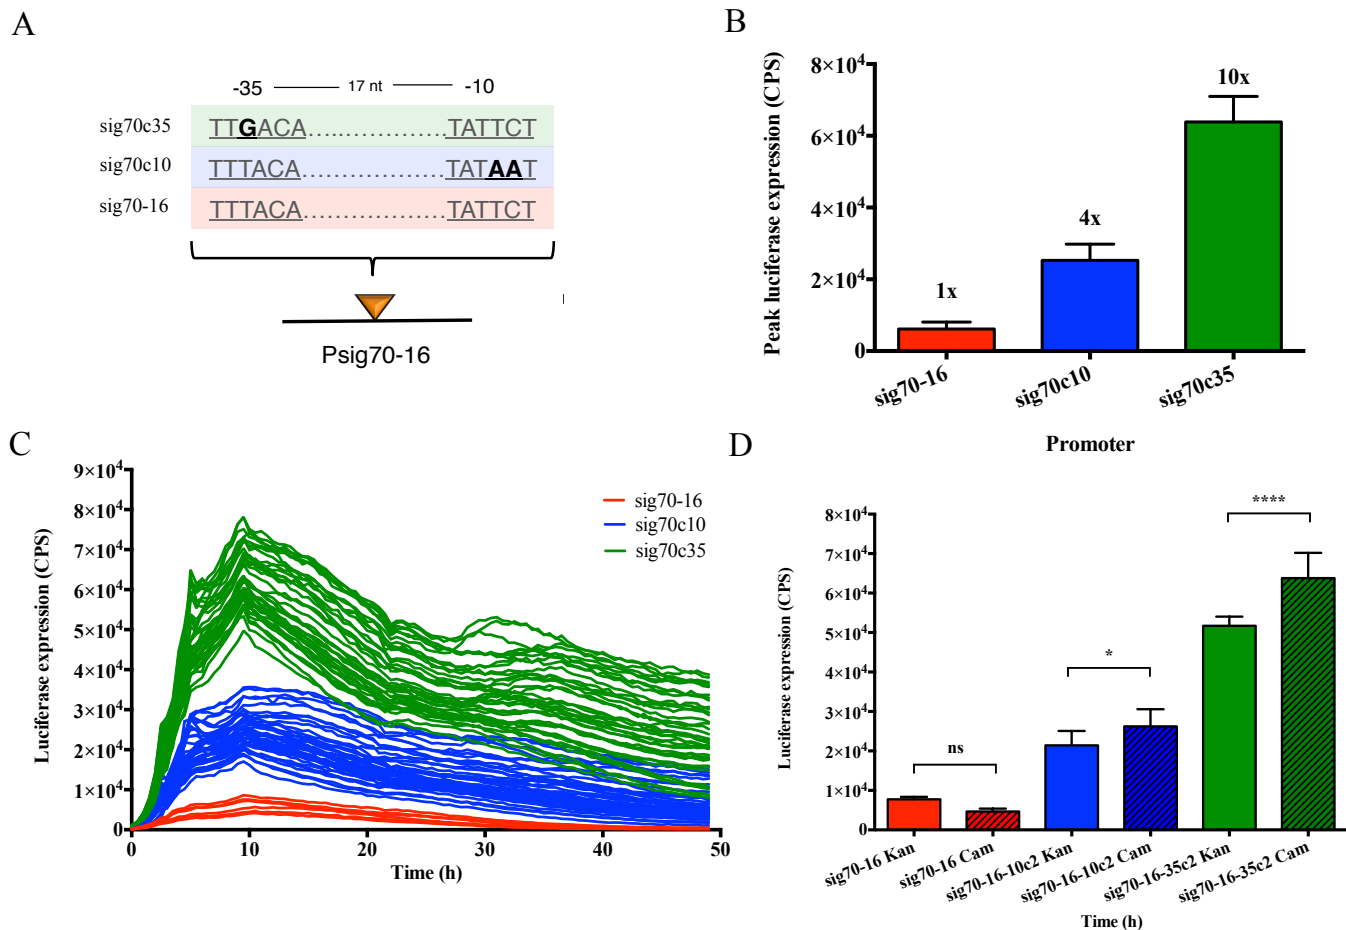 A
-35 17 nt -10
sig70c35 TTGACA.....………….TATTCT
sig70c10 TTTACA……………….TATAAT
sig70-16 TTTACA……………….TATTCT
Psig70-16
B
Peak luciferase expression (CPS)
8×10⁴
6×10⁴
4×10⁴
2×10⁴
0
1x
4x
10x
sig70-16
sig70c10
sig70c35
Promoter
C
Luciferase expression (CPS)
9×10⁴
8×10⁴
7×10⁴
6×10⁴
5×10⁴
4×10⁴
3×10⁴
2×10⁴
1×10⁴
0
sig70-16
sig70c10
sig70c35
0 10 20 30 40 50
Time (h)
D
Luciferase expression (CPS)
8×10⁴
7×10⁴
6×10⁴
5×10⁴
4×10⁴
3×10⁴
2×10⁴
1×10⁴
0
ns
*
****
sig70-16 Kan
sig70-16 Cam
sig70-16-10c2 Kan
sig70-16-10c2 Cam
sig70-16-35c2 Kan
sig70-16-35c2 Cam
Time (h)